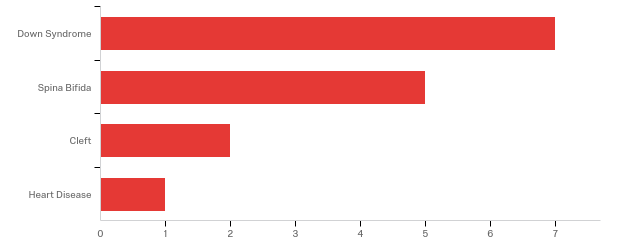 Down Syndrome
Spina Bifida
Cleft
Heart Disease
0 1 2 3 4 5 6 7